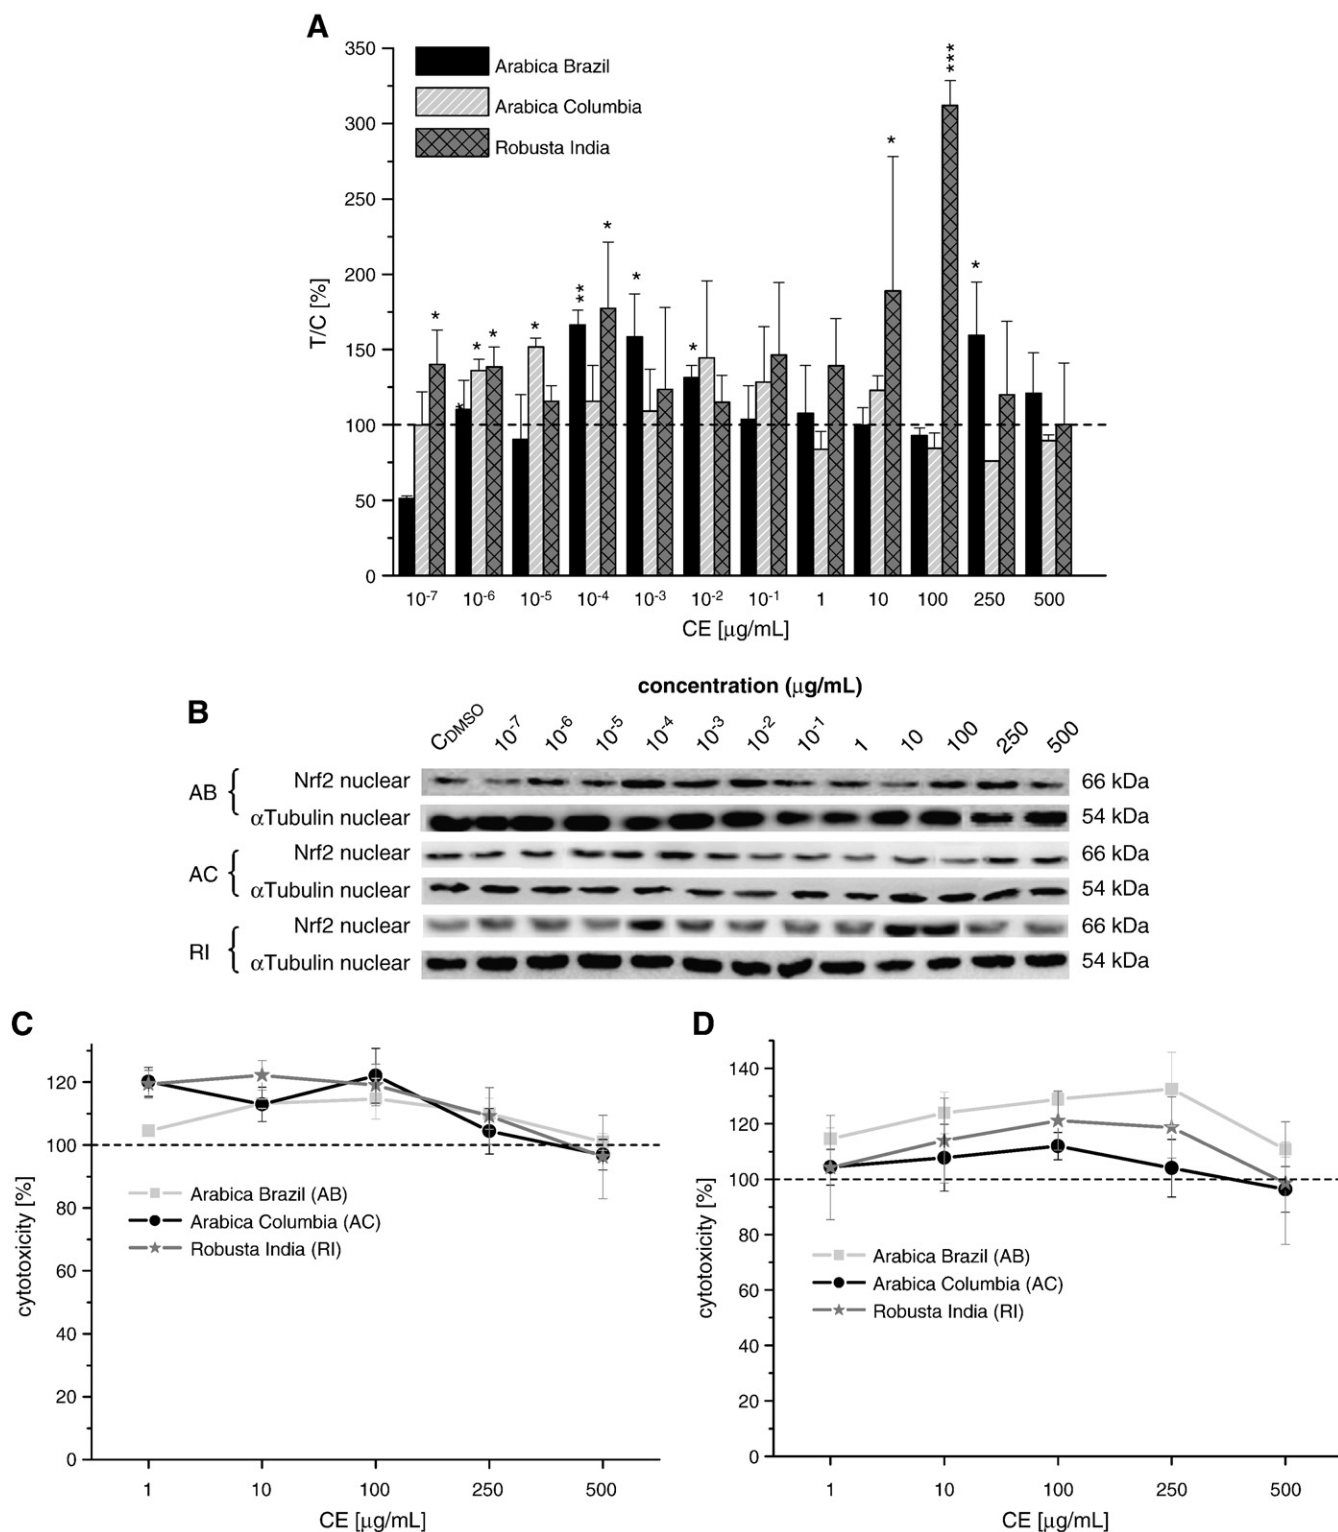 A
350
300
250
200
150
100
50
0
T/C [%]
Arabica Brazil
Arabica Columbia
Robusta India
* * * * * ** * * * * *** *
10-7 10-6 10-5 10-4 10-3 10-2 10-1 1 10 100 250 500
CE [µg/mL]
B
concentration (µg/mL)
CDMSO 10-7 10-6 10-5 10-4 10-3 10-2 10-1 1 10 100 250 500
AB { Nrf2 nuclear 66 kDa
αTubulin nuclear 54 kDa
AC { Nrf2 nuclear 66 kDa
αTubulin nuclear 54 kDa
RI { Nrf2 nuclear 66 kDa
αTubulin nuclear 54 kDa
C
120
100
80
60
40
20
0
cytotoxicity [%]
Arabica Brazil (AB)
Arabica Columbia (AC)
Robusta India (RI)
1 10 100 250 500
CE [µg/mL]
D
140
120
100
80
60
40
20
0
cytotoxicity [%]
Arabica Brazil (AB)
Arabica Columbia (AC)
Robusta India (RI)
1 10 100 250 500
CE [µg/mL]